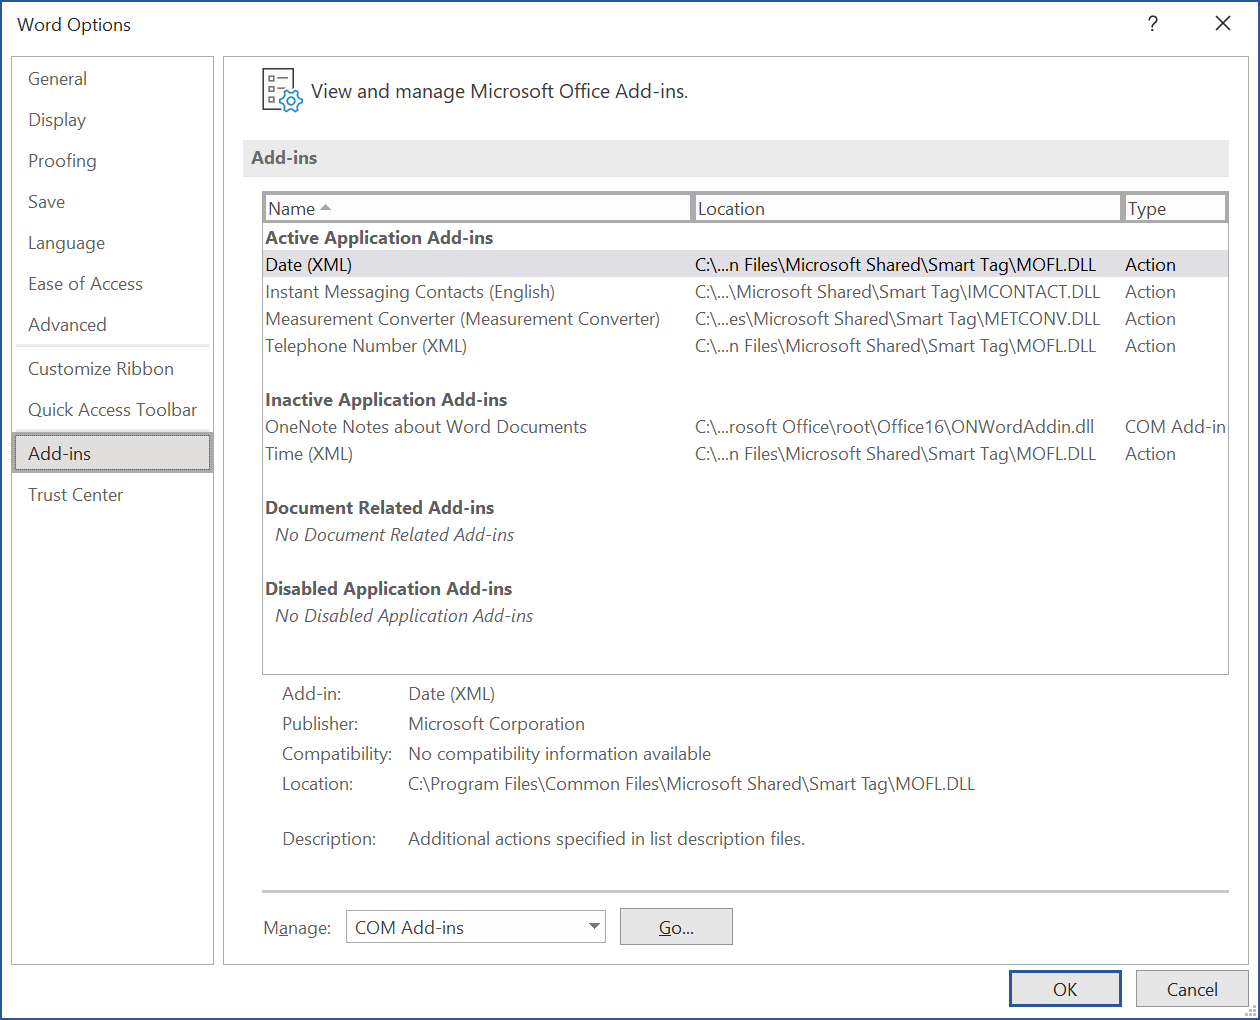 Word Options
?
General
Display
Proofing
Save
Language
Ease of Access
Advanced
Customize Ribbon
Quick Access Toolbar
Add-ins
Trust Center
View and manage Microsoft Office Add-ins.
Add-ins
Name Location Type
Active Application Add-ins
Date (XML) C:\...n Files\Microsoft Shared\Smart Tag\MOFL.DLL Action
Instant Messaging Contacts (English) C:\...\Microsoft Shared\Smart Tag\IMCONTACT.DLL Action
Measurement Converter (Measurement Converter) C:\...es\Microsoft Shared\Smart Tag\METCONV.DLL Action
Telephone Number (XML) C:\...n Files\Microsoft Shared\Smart Tag\MOFL.DLL Action
Inactive Application Add-ins
OneNote Notes about Word Documents C:\...rosoft Office\root\Office16\ONWordAddin.dll COM Add-in
Time (XML) C:\...n Files\Microsoft Shared\Smart Tag\MOFL.DLL Action
Document Related Add-ins
No Document Related Add-ins
Disabled Application Add-ins
No Disabled Application Add-ins
Add-in: Date (XML)
Publisher: Microsoft Corporation
Compatibility: No compatibility information available
Location: C:\Program Files\Common Files\Microsoft Shared\Smart Tag\MOFL.DLL
Description: Additional actions specified in list description files.
Manage: COM Add-ins Go...
OK Cancel